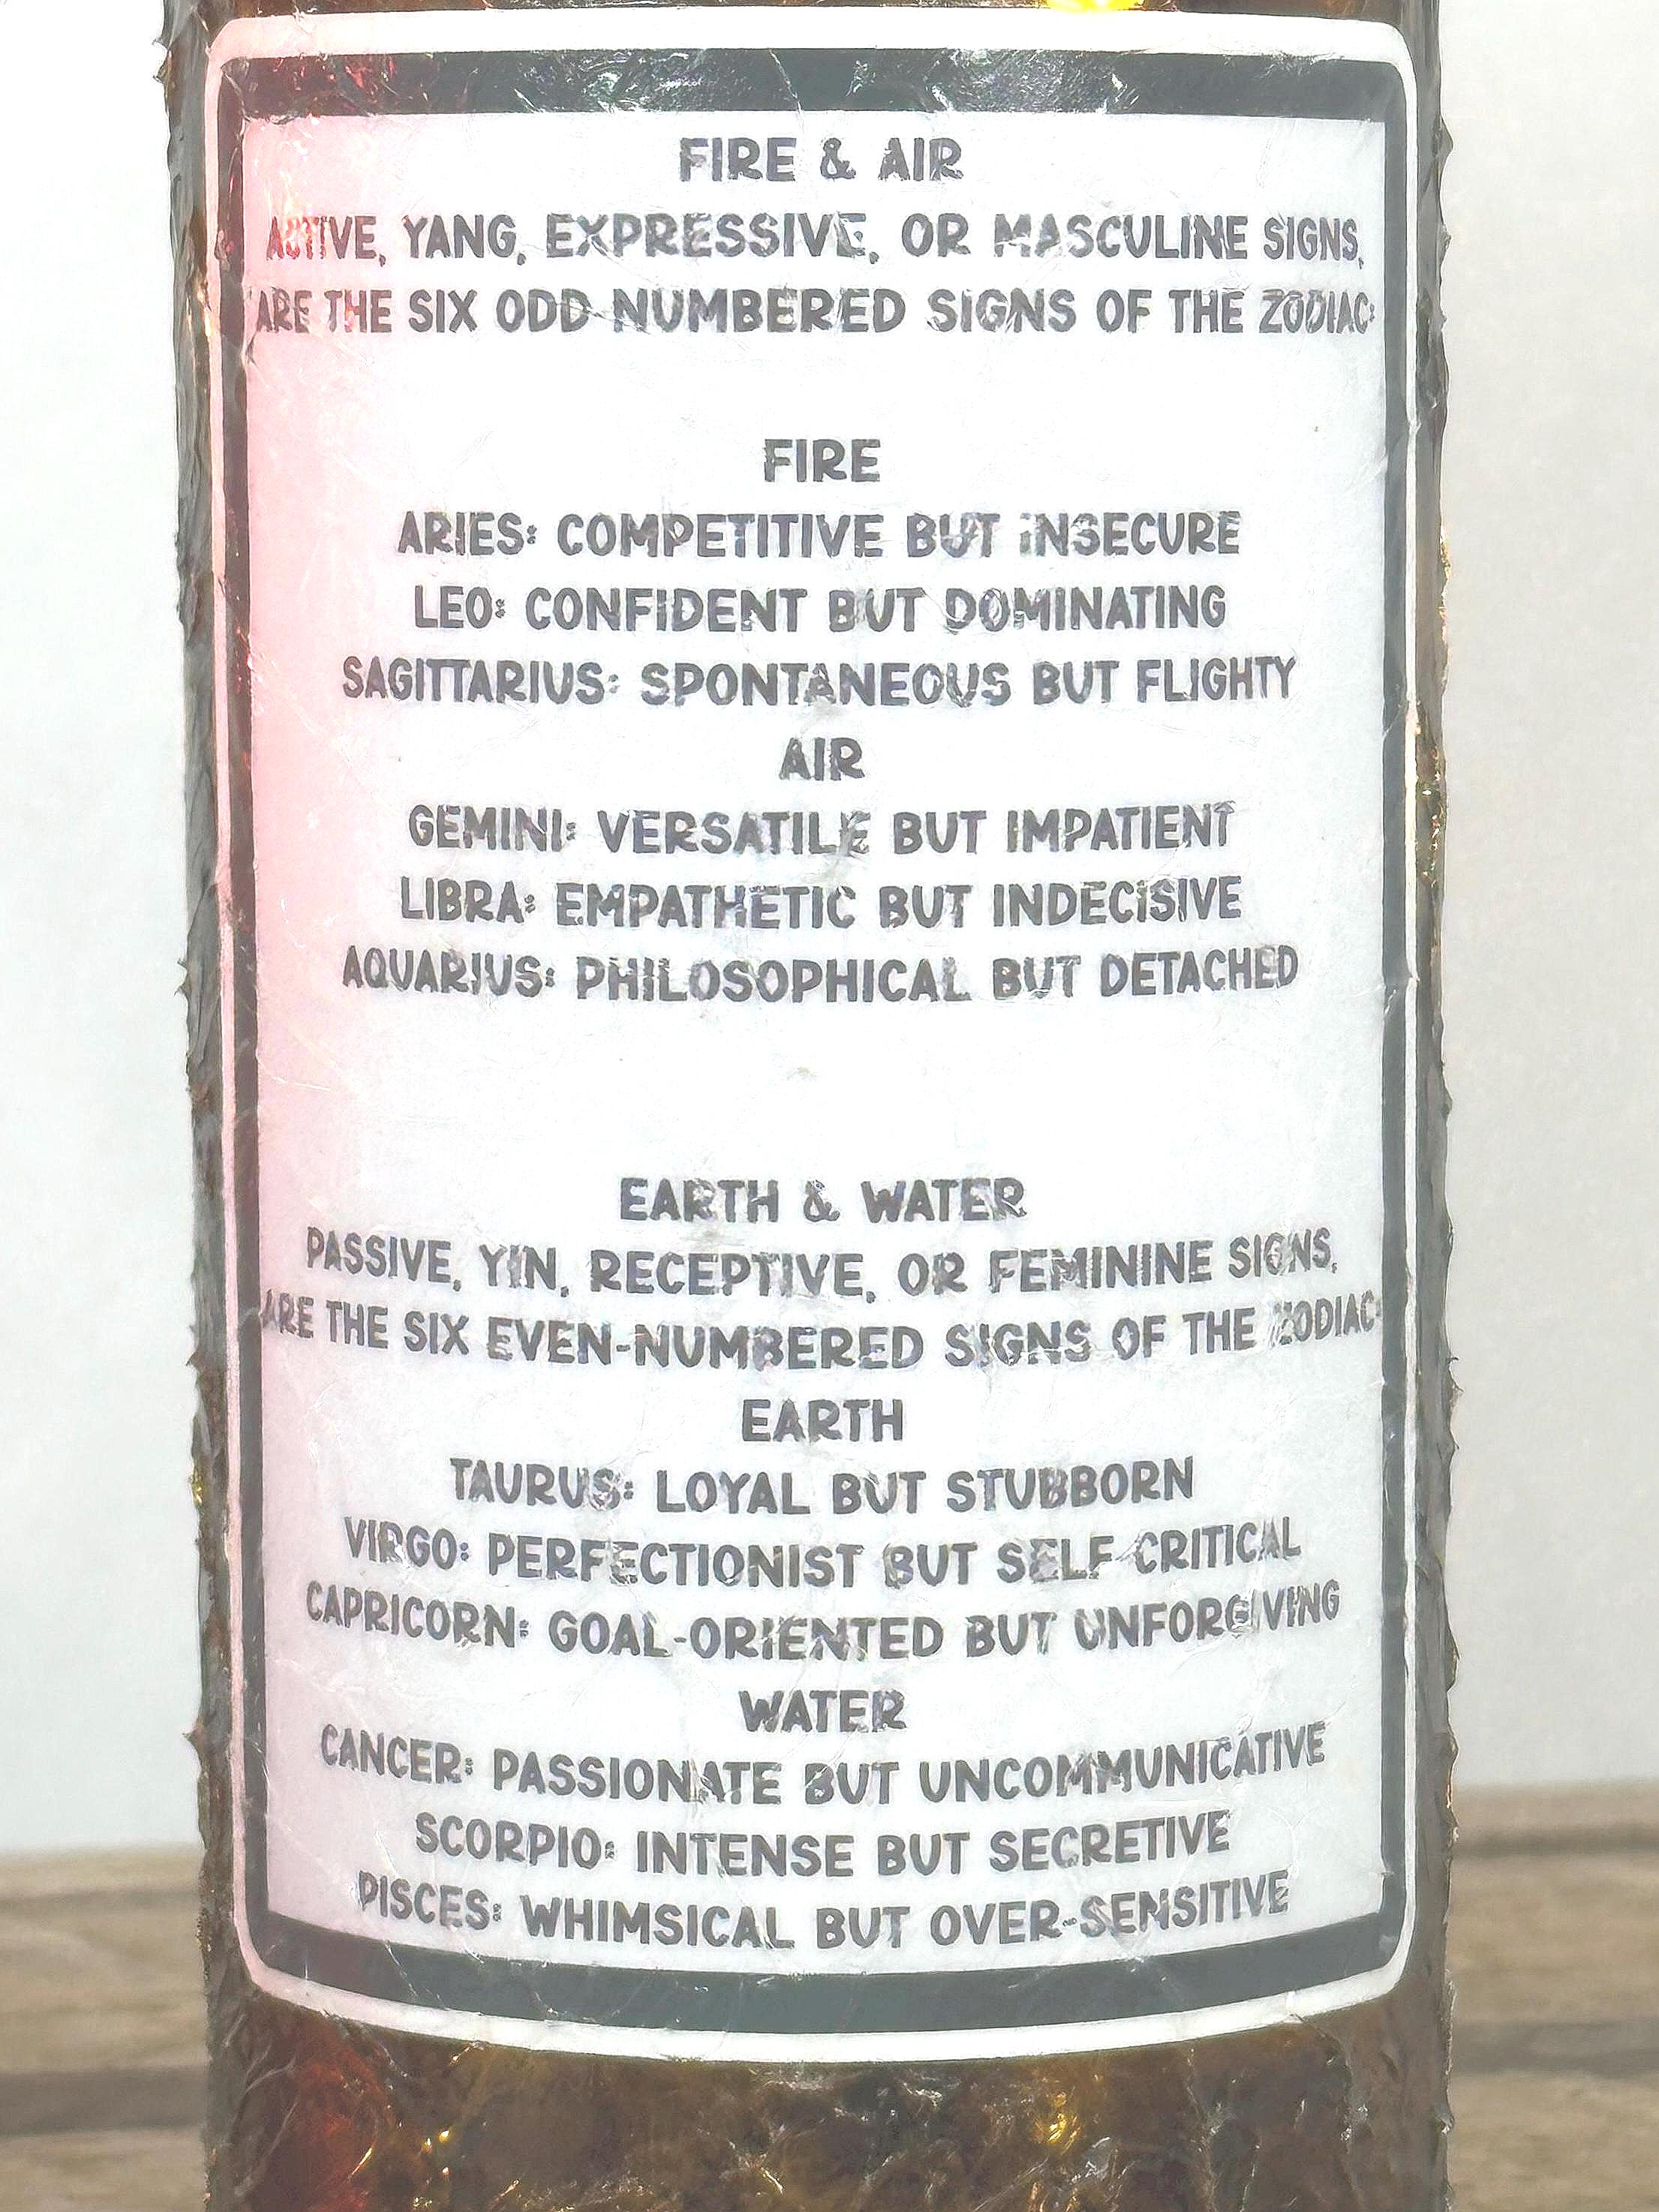 FIRE & AIR
ACTIVE, YANG, EXPRESSIVE, OR MASCULINE SIGNS,
ARE THE SIX ODD-NUMBERED SIGNS OF THE ZODIAC:
FIRE
ARIES: COMPETITIVE BUT INSECURE
LEO: CONFIDENT BUT DOMINATING
SAGITTARIUS: SPONTANEOUS BUT FLIGHTY
AIR
GEMINI: VERSATILE BUT IMPATIENT
LIBRA: EMPATHETIC BUT INDECISIVE
AQUARIUS: PHILOSOPHICAL BUT DETACHED
EARTH & WATER
PASSIVE, YIN, RECEPTIVE, OR FEMININE SIGNS,
ARE THE SIX EVEN-NUMBERED SIGNS OF THE ZODIAC:
EARTH
TAURUS: LOYAL BUT STUBBORN
VIRGO: PERFECTIONIST BUT SELF-CRITICAL
CAPRICORN: GOAL-ORIENTED BUT UNFORGIVING
WATER
CANCER: PASSIONATE BUT UNCOMMUNICATIVE
SCORPIO: INTENSE BUT SECRETIVE
PISCES: WHIMSICAL BUT OVER-SENSITIVE